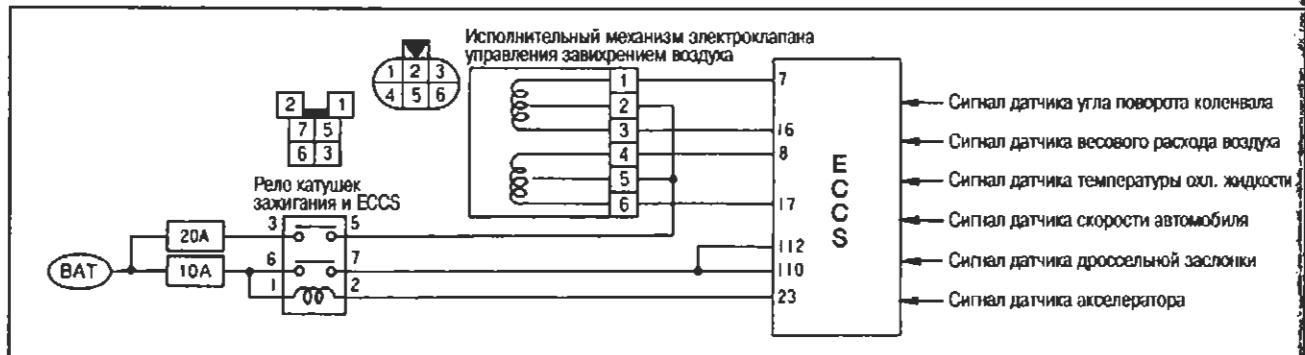 Исполнительный механизм электроклапана
управления завихрением воздуха
1 2 3
4 5 6
2 1
7 5
6 3
Рело катушек
зажигания и ECCS
1
2
3
4
5
6
7
16
8
17
112
110
23
ECCS
3 5
6 7
1 2
20A
10A
BAT
Сигнал датчика угла поворота коленвала
Сигнал датчика весового расхода воздуха
Сигнал датчика температуры охл. жидкости
Сигнал датчика скорости автомобиля
Сигнал датчика дроссельной заслонки
Сигнал датчика акселератора